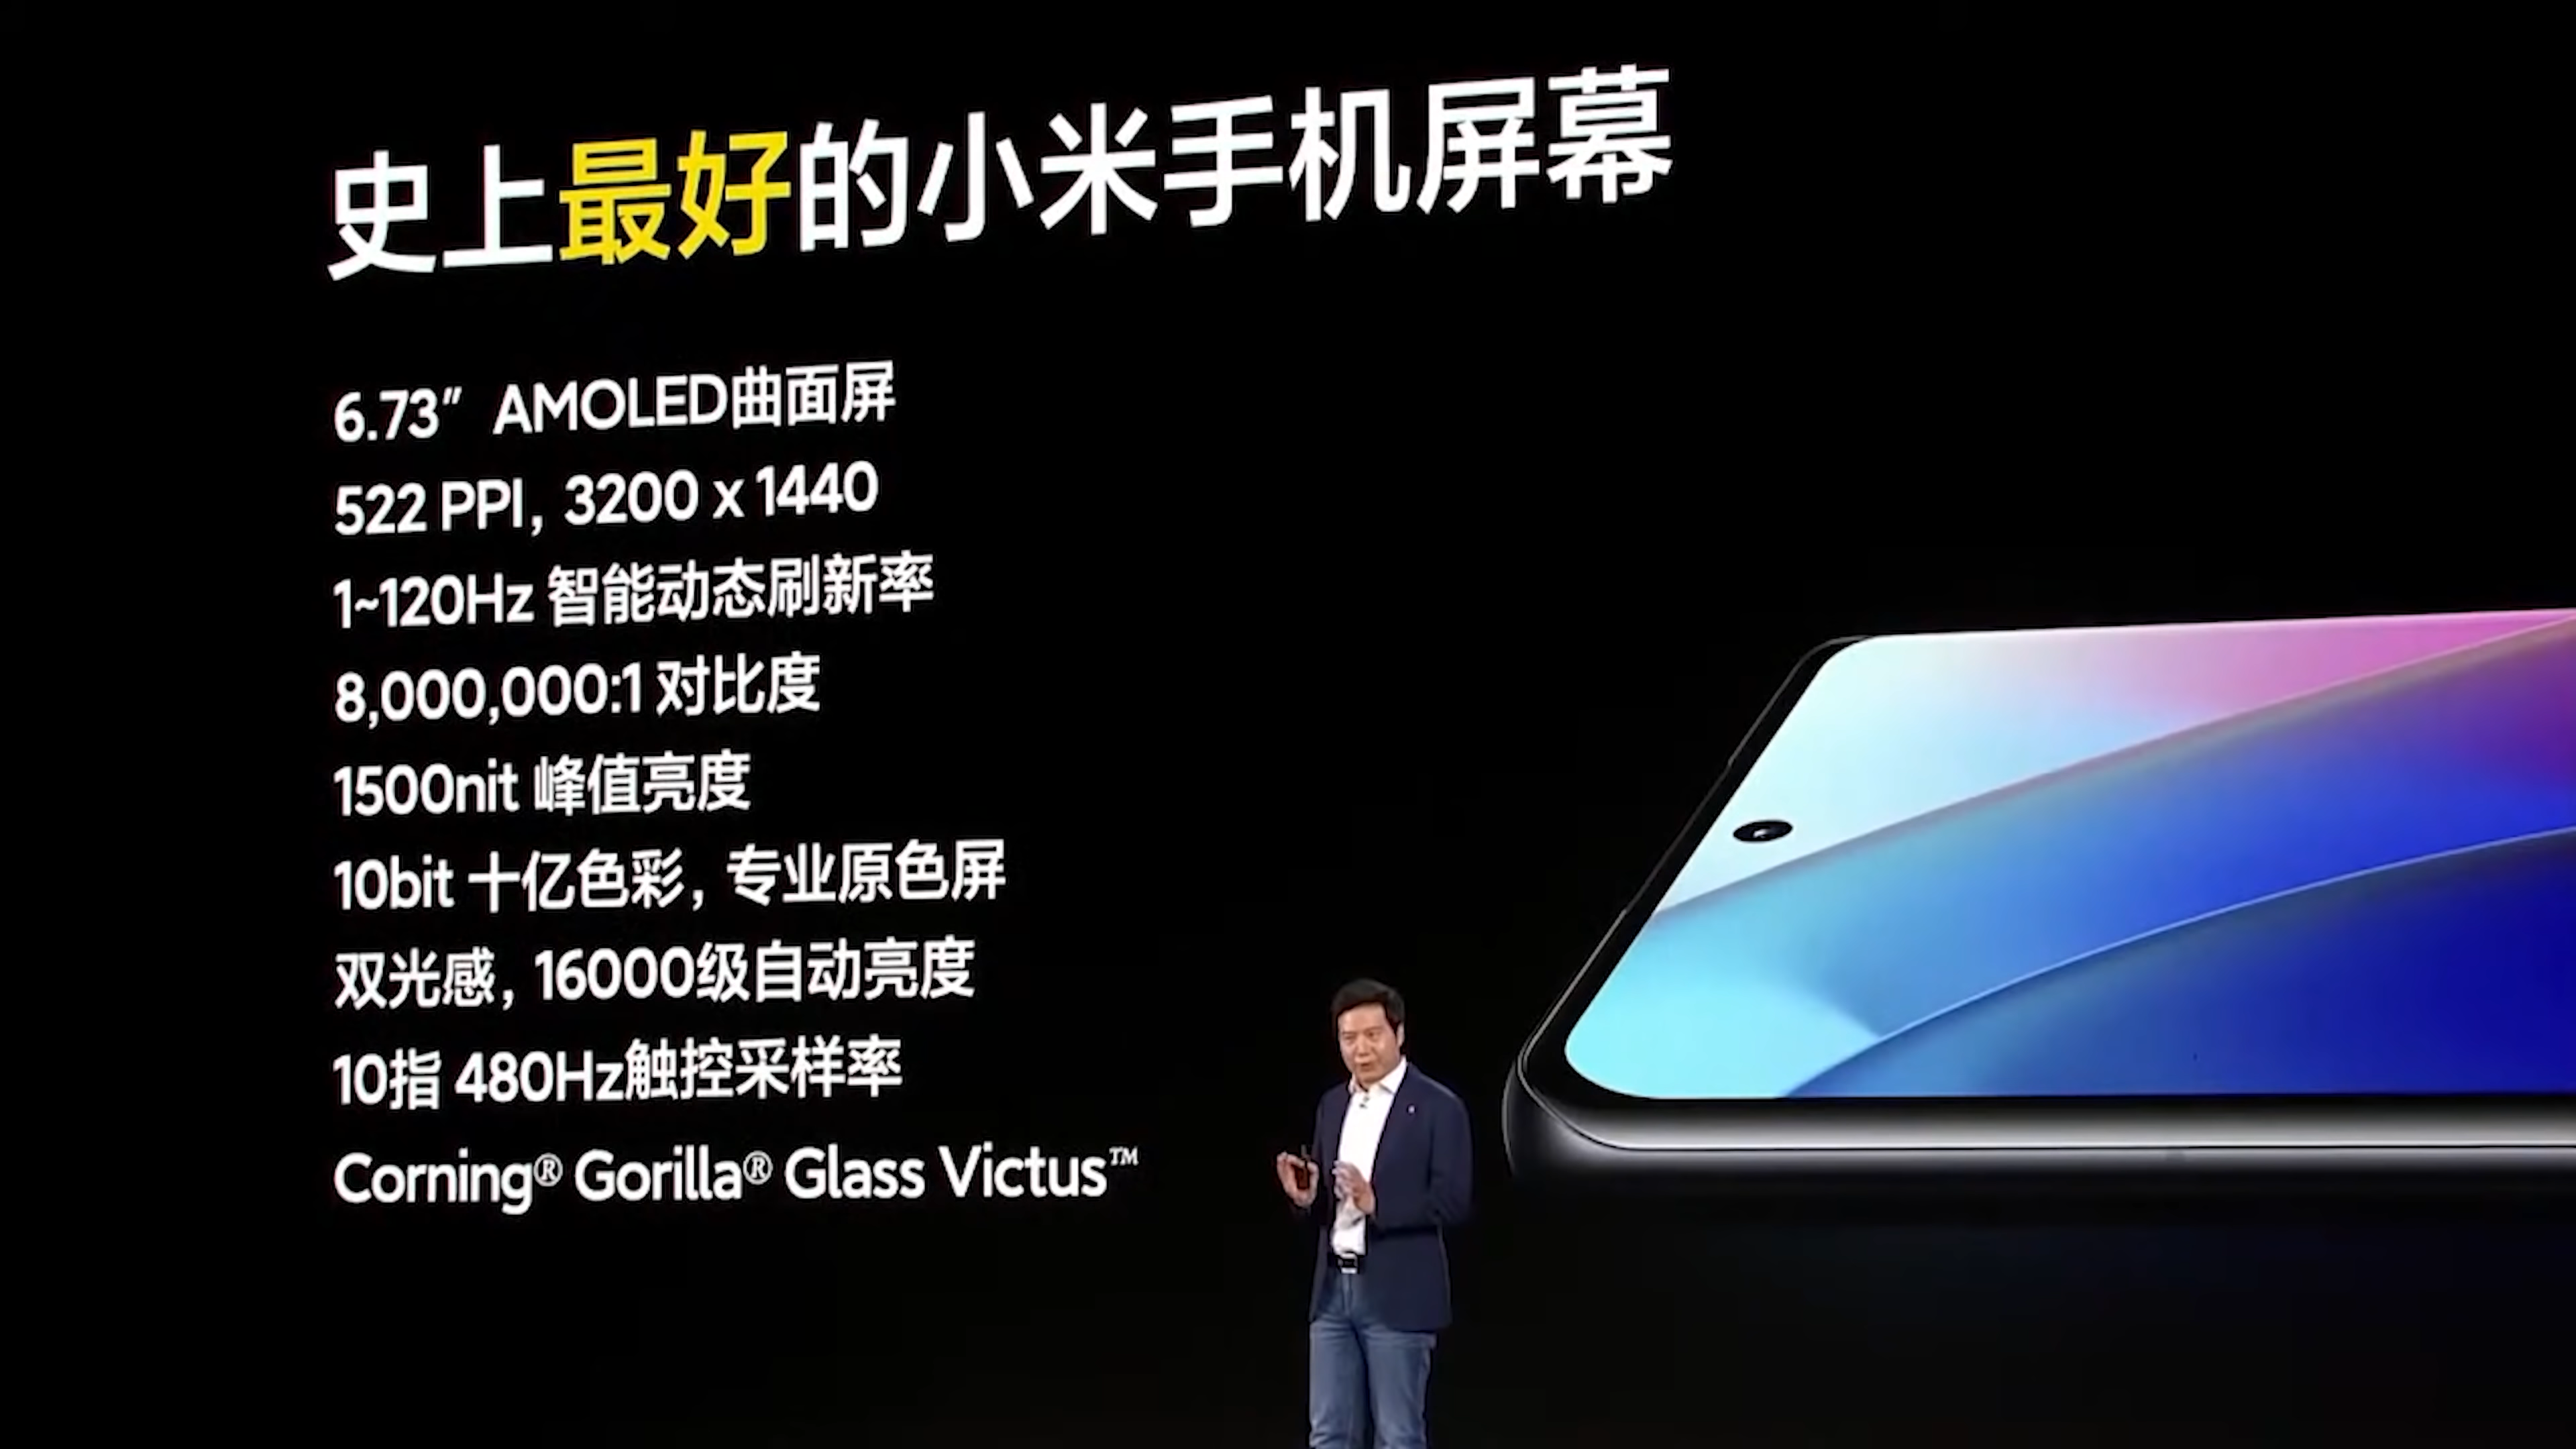 史上最好的小米手机屏幕
6.73" AMOLED曲面屏
522 PPI, 3200 x 1440
1~120Hz 智能动态刷新率
8,000,000:1 对比度
1500nit 峰值亮度
10bit 十亿色彩, 专业原色屏
双光感, 16000级自动亮度
10指 480Hz触控采样率
Corning® Gorilla® Glass Victus™